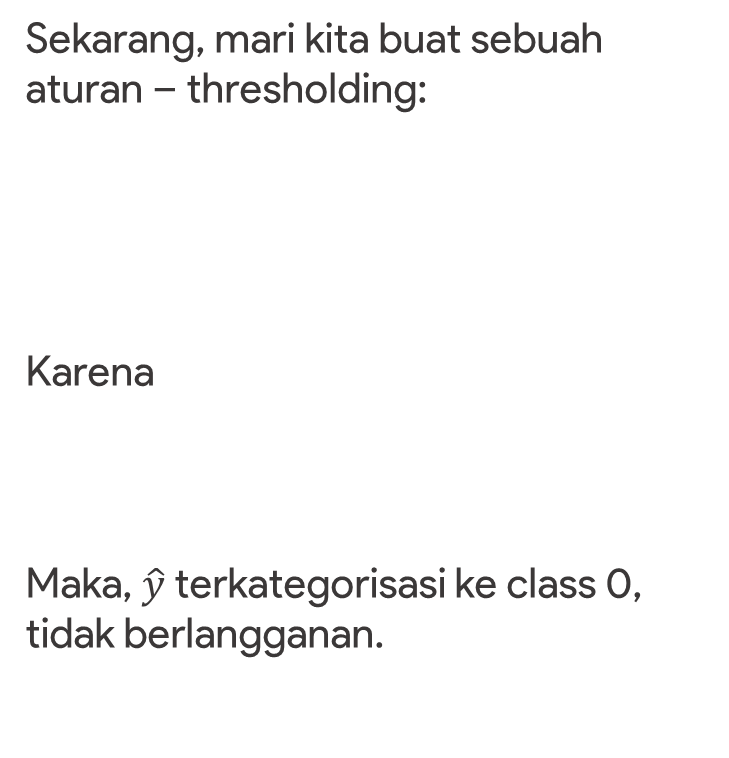 Sekarang, mari kita buat sebuah
aturan – thresholding:
Karena
Maka, ŷ terkategorisasi ke class 0,
tidak berlangganan.